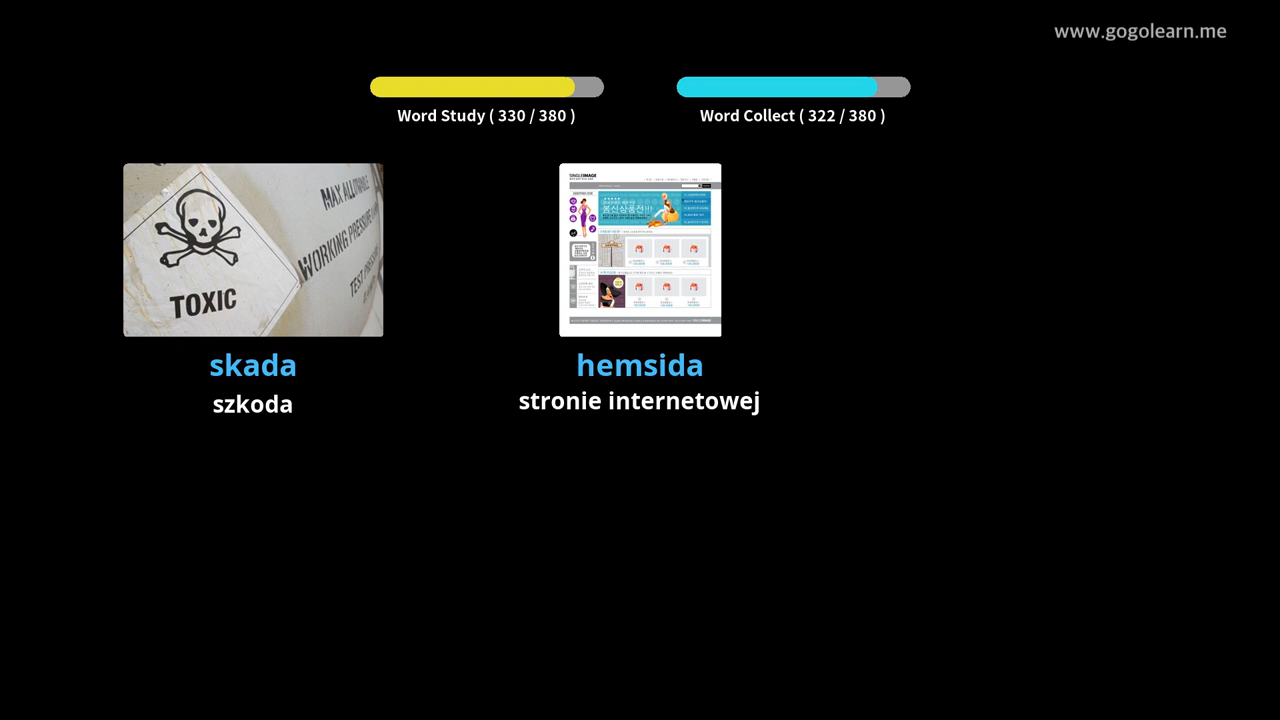 www.gogolearn.me
Word Study ( 330 / 380 )
Word Collect ( 322 / 380 )
MAX ALLOWABLE
WORKING PRESSURE
TOXIC
skada
szkoda
hemsida
stronie internetowej